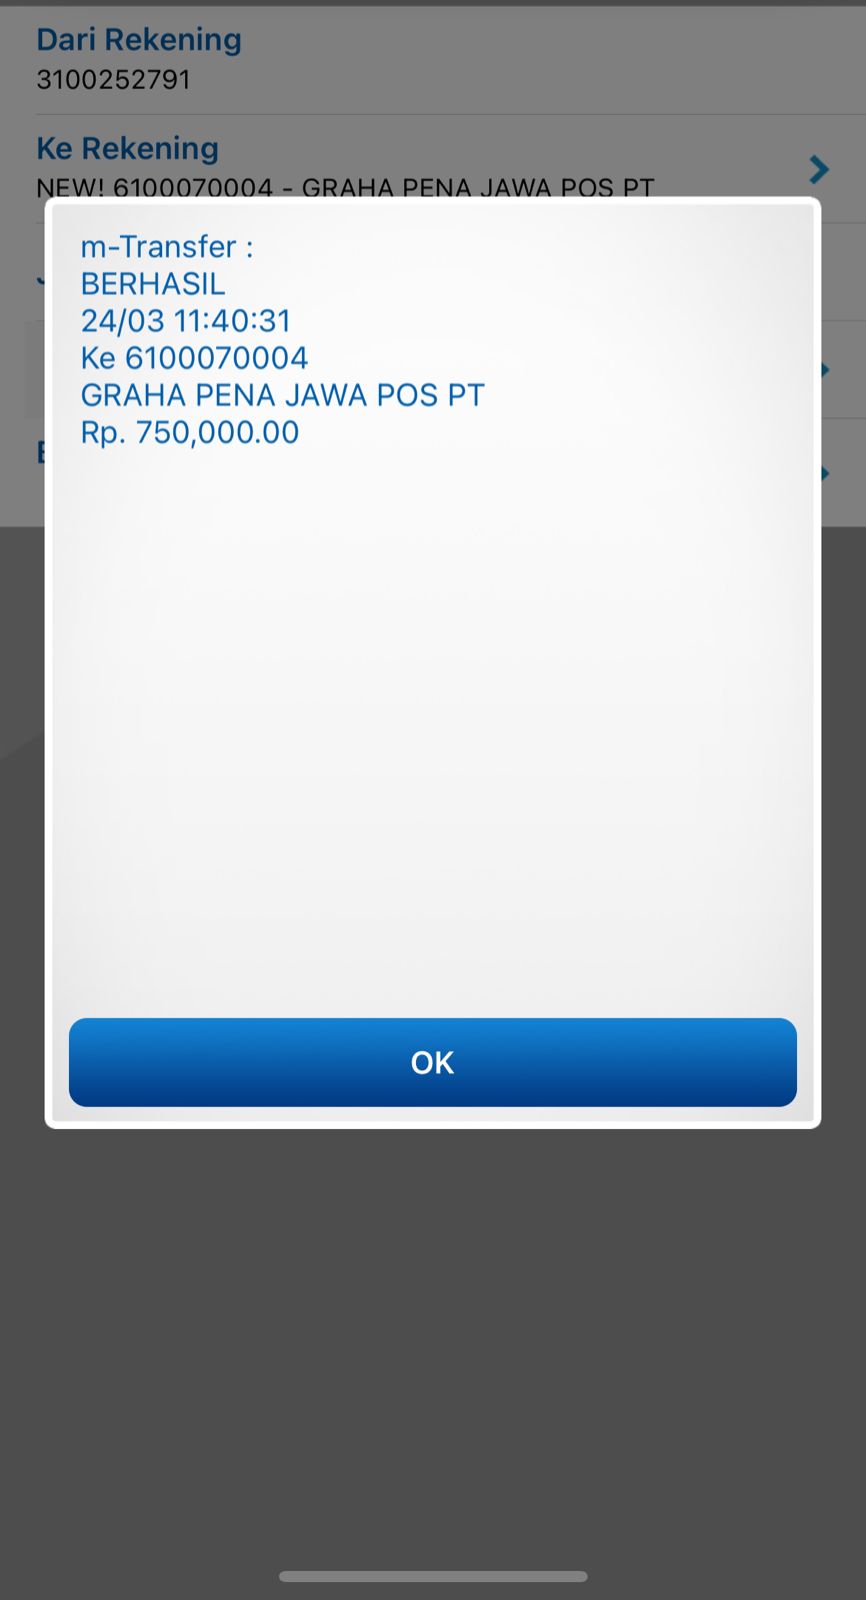 Dari Rekening
3100252791
Ke Rekening
NEW! 6100070004 - GRAHA PENA JAWA POS PT
m-Transfer :
BERHASIL
24/03 11:40:31
Ke 6100070004
GRAHA PENA JAWA POS PT
Rp. 750,000.00
OK